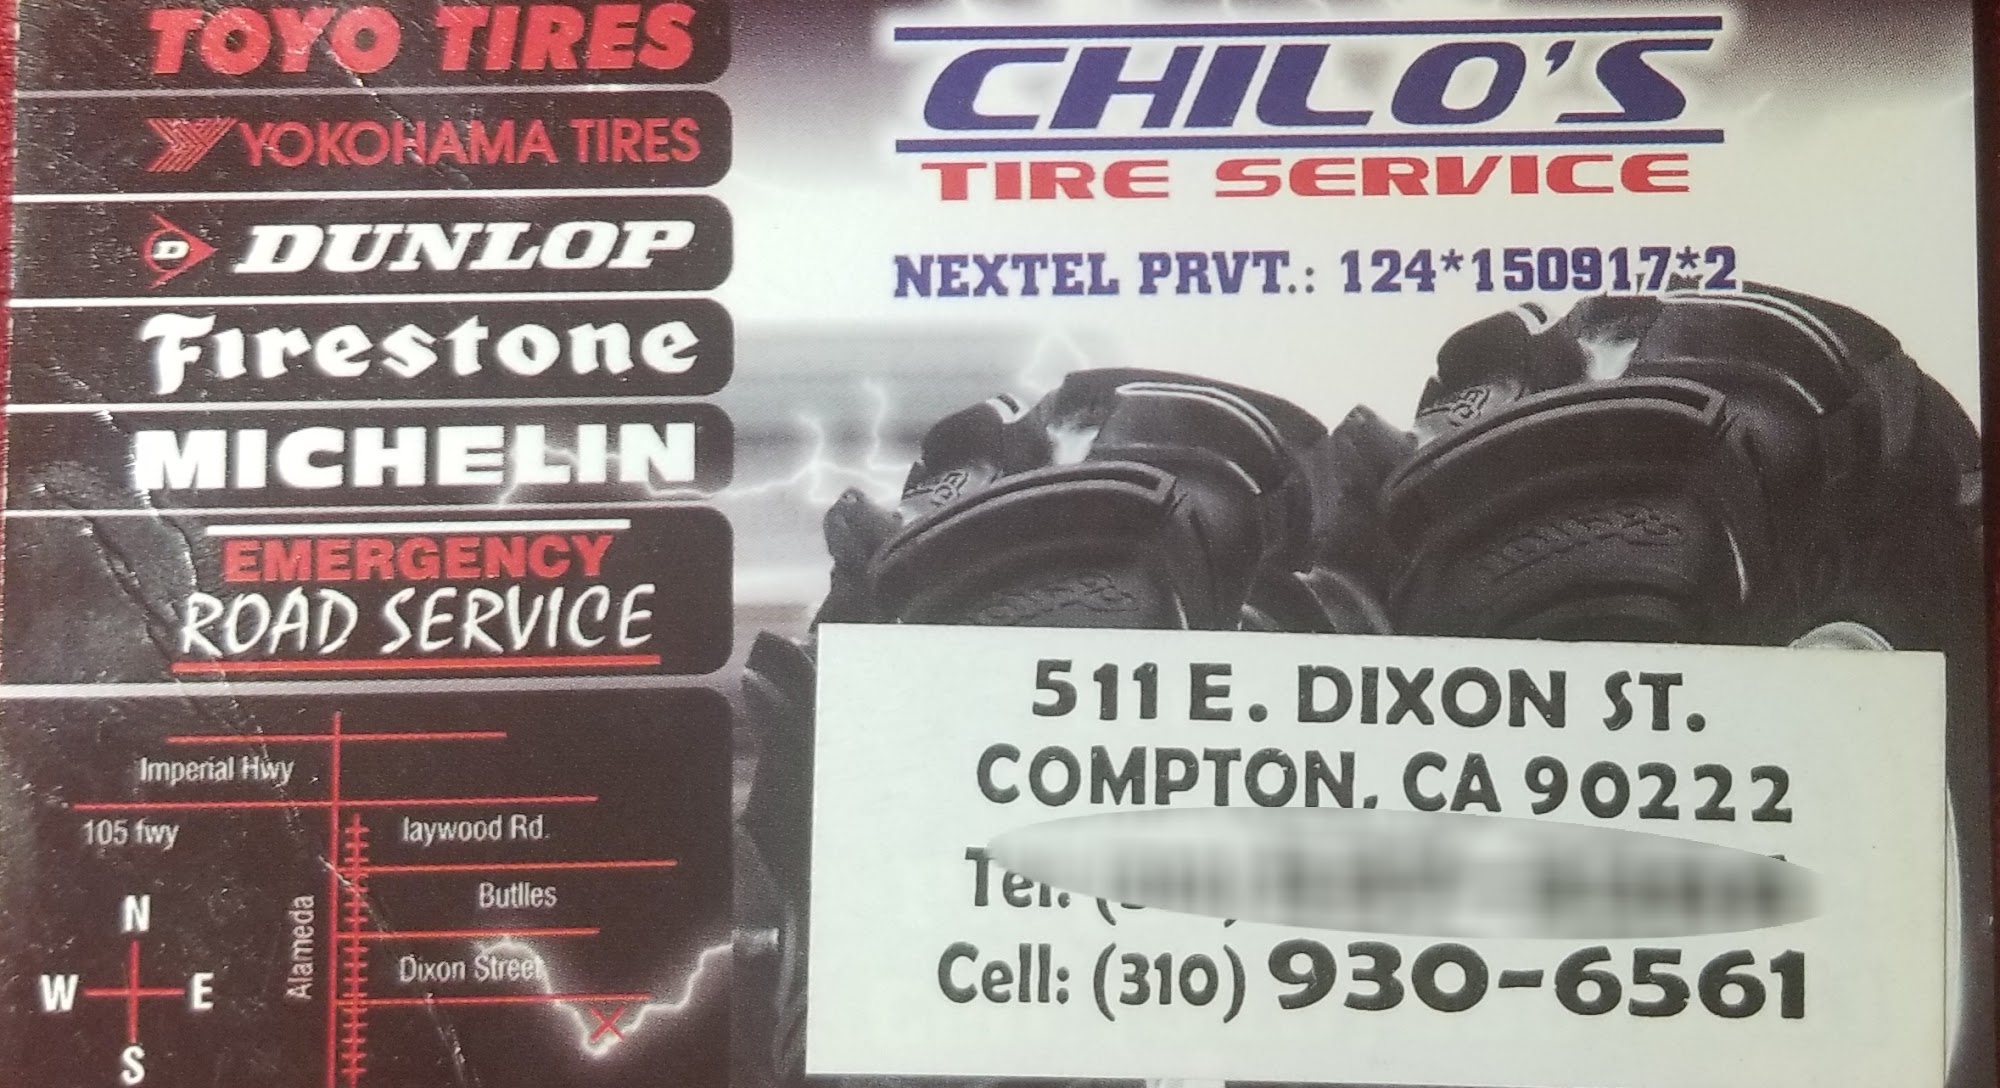 TOYO TIRES
YOKOHAMA TIRES
D DUNLOP
Firestone
MICHELIN
EMERGENCY
ROAD SERVICE
Imperial Hwy
105 fwy
laywood Rd.
Butlles
Alameda
Dixon Street
N
W E
S
CHILO'S
TIRE SERVICE
NEXTEL PRVT.: 124*150917*2
511 E. DIXON ST.
COMPTON, CA 90222
Tel:
Cell: (310) 930-6561